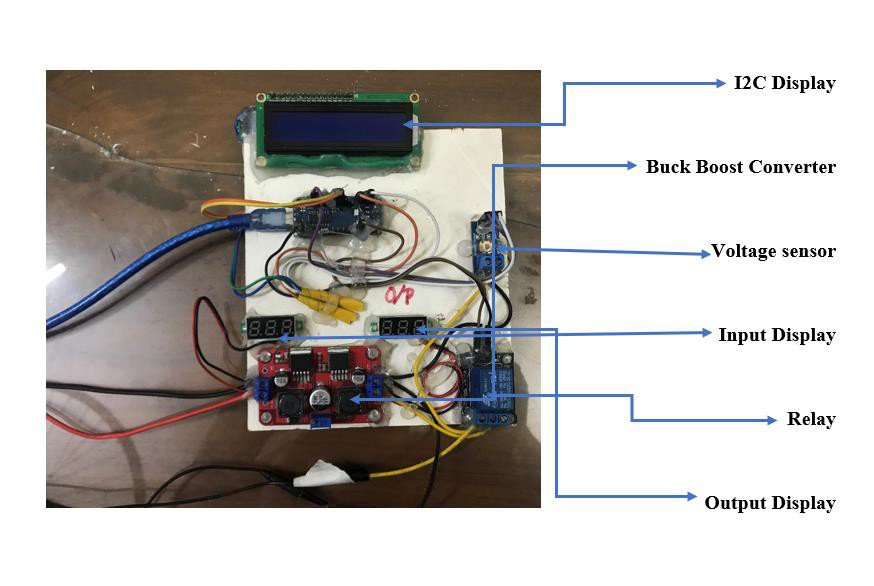 I2C Display
Buck Boost Converter
Voltage sensor
O/P
Input Display
Relay
Output Display